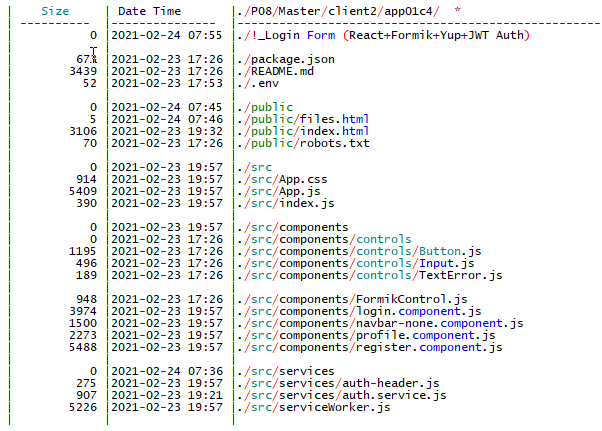 | Size | Date Time |./PO8/Master/client2/app01c4/ *
| ---------- | ---------------- |--------------------------------------------------
| 0 |2021-02-24 07:55 |./!_Login Form (React+Formik+Yup+JWT Auth)
| |2021-02-23 17:26 |./package.json
| 3439 |2021-02-23 17:26 |./README.md
| 52 |2021-02-23 17:53 |./.env
| 0 |2021-02-24 07:45 |./public
| 5 |2021-02-24 07:46 |./public/files.html
| 3106 |2021-02-23 19:32 |./public/index.html
| 70 |2021-02-23 17:26 |./public/robots.txt
| 0 |2021-02-23 19:57 |./src
| 914 |2021-02-23 19:57 |./src/App.css
| 5409 |2021-02-23 19:57 |./src/App.js
| 390 |2021-02-23 19:57 |./src/index.js
| 0 |2021-02-23 19:57 |./src/components
| 0 |2021-02-23 17:26 |./src/components/controls
| 1195 |2021-02-23 17:26 |./src/components/controls/Button.js
| 496 |2021-02-23 17:26 |./src/components/controls/Input.js
| 189 |2021-02-23 17:26 |./src/components/controls/TextError.js
| 948 |2021-02-23 17:26 |./src/components/FormikControl.js
| 3974 |2021-02-23 19:57 |./src/components/login.component.js
| 1500 |2021-02-23 19:57 |./src/components/navbar-none.component.js
| 2273 |2021-02-23 19:57 |./src/components/profile.component.js
| 5488 |2021-02-23 19:57 |./src/components/register.component.js
| 0 |2021-02-24 07:36 |./src/services
| 275 |2021-02-23 19:57 |./src/services/auth-header.js
| 907 |2021-02-23 19:21 |./src/services/auth.service.js
| 5226 |2021-02-23 19:57 |./src/serviceWorker.js